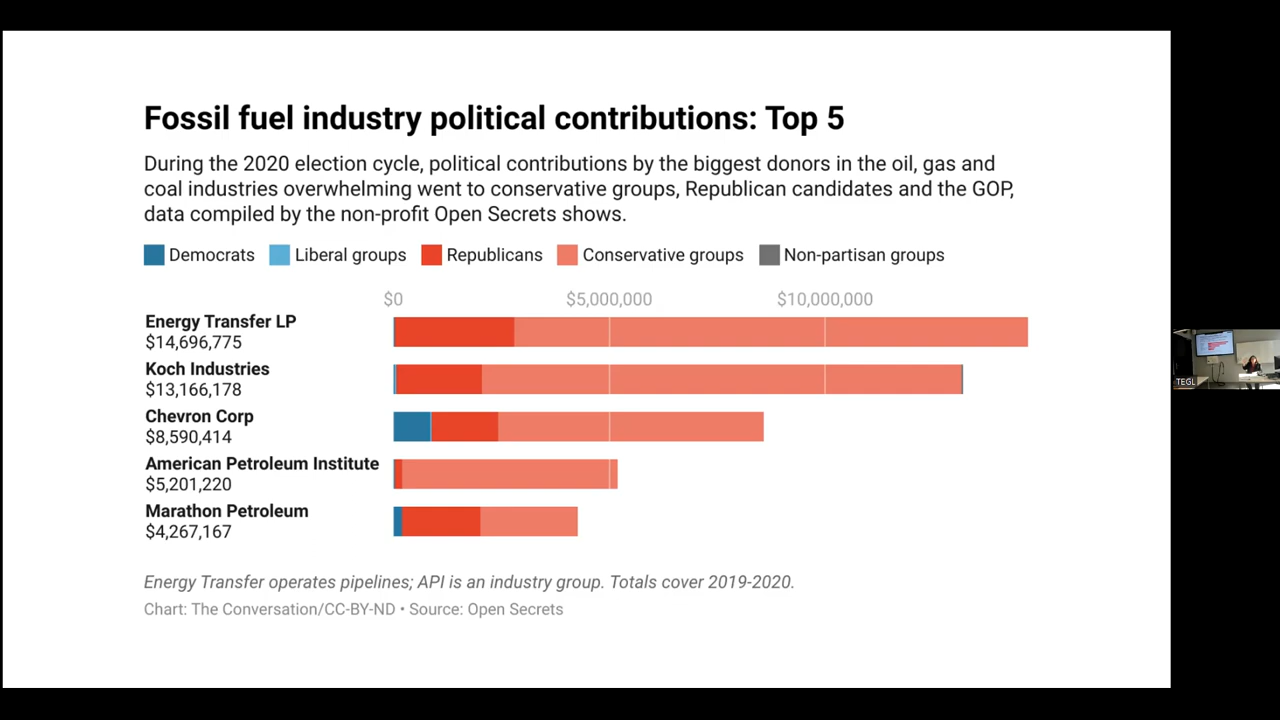 Fossil fuel industry political contributions: Top 5
During the 2020 election cycle, political contributions by the biggest donors in the oil, gas and
coal industries overwhelming went to conservative groups, Republican candidates and the GOP,
data compiled by the non-profit Open Secrets shows.
Democrats Liberal groups Republicans Conservative groups Non-partisan groups
$0 $5,000,000 $10,000,000
Energy Transfer LP
$14,696,775
Koch Industries
$13,166,178
Chevron Corp
$8,590,414
American Petroleum Institute
$5,201,220
Marathon Petroleum
$4,267,167
Energy Transfer operates pipelines; API is an industry group. Totals cover 2019-2020.
Chart: The Conversation/CC-BY-ND • Source: Open Secrets
TEGL